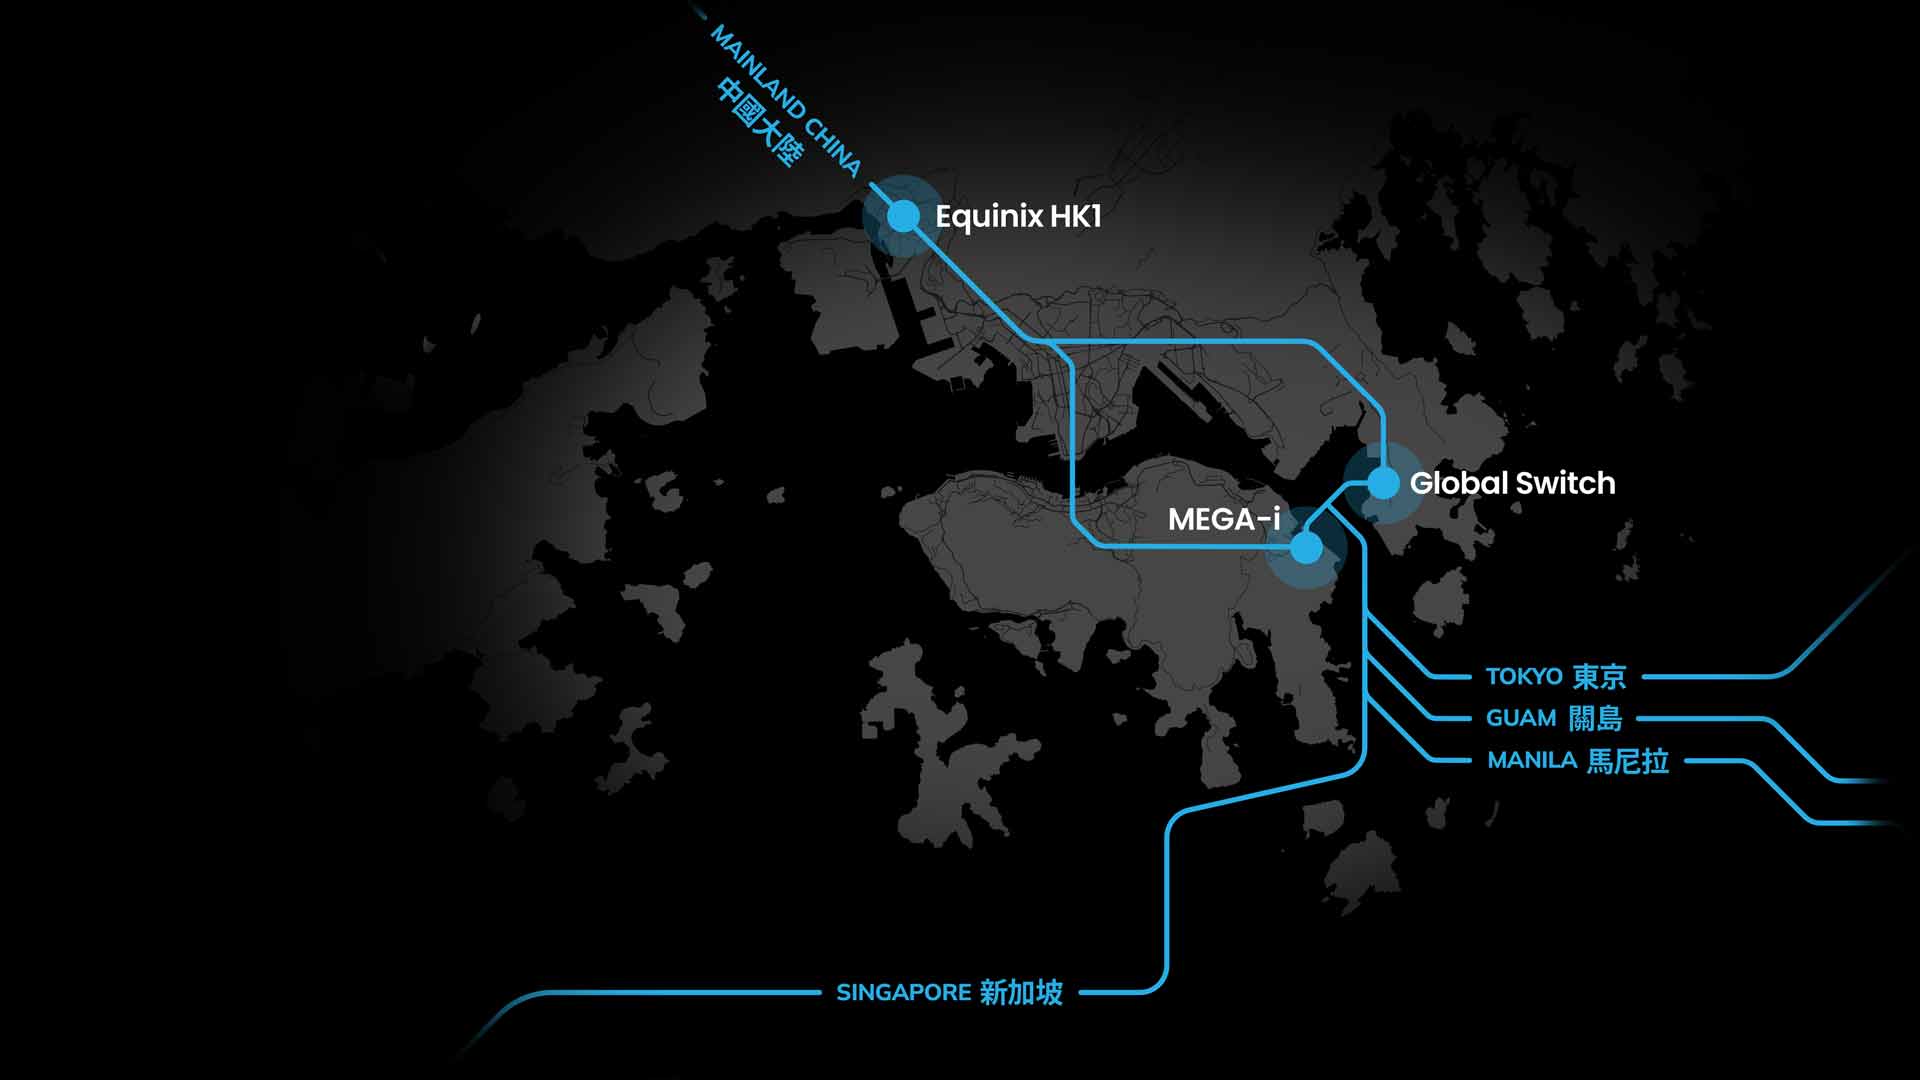 MAINLAND CHINA
中國大陸
Equinix HK1
Global Switch
MEGA-i
TOKYO 東京
GUAM 關島
MANILA 馬尼拉
SINGAPORE 新加坡